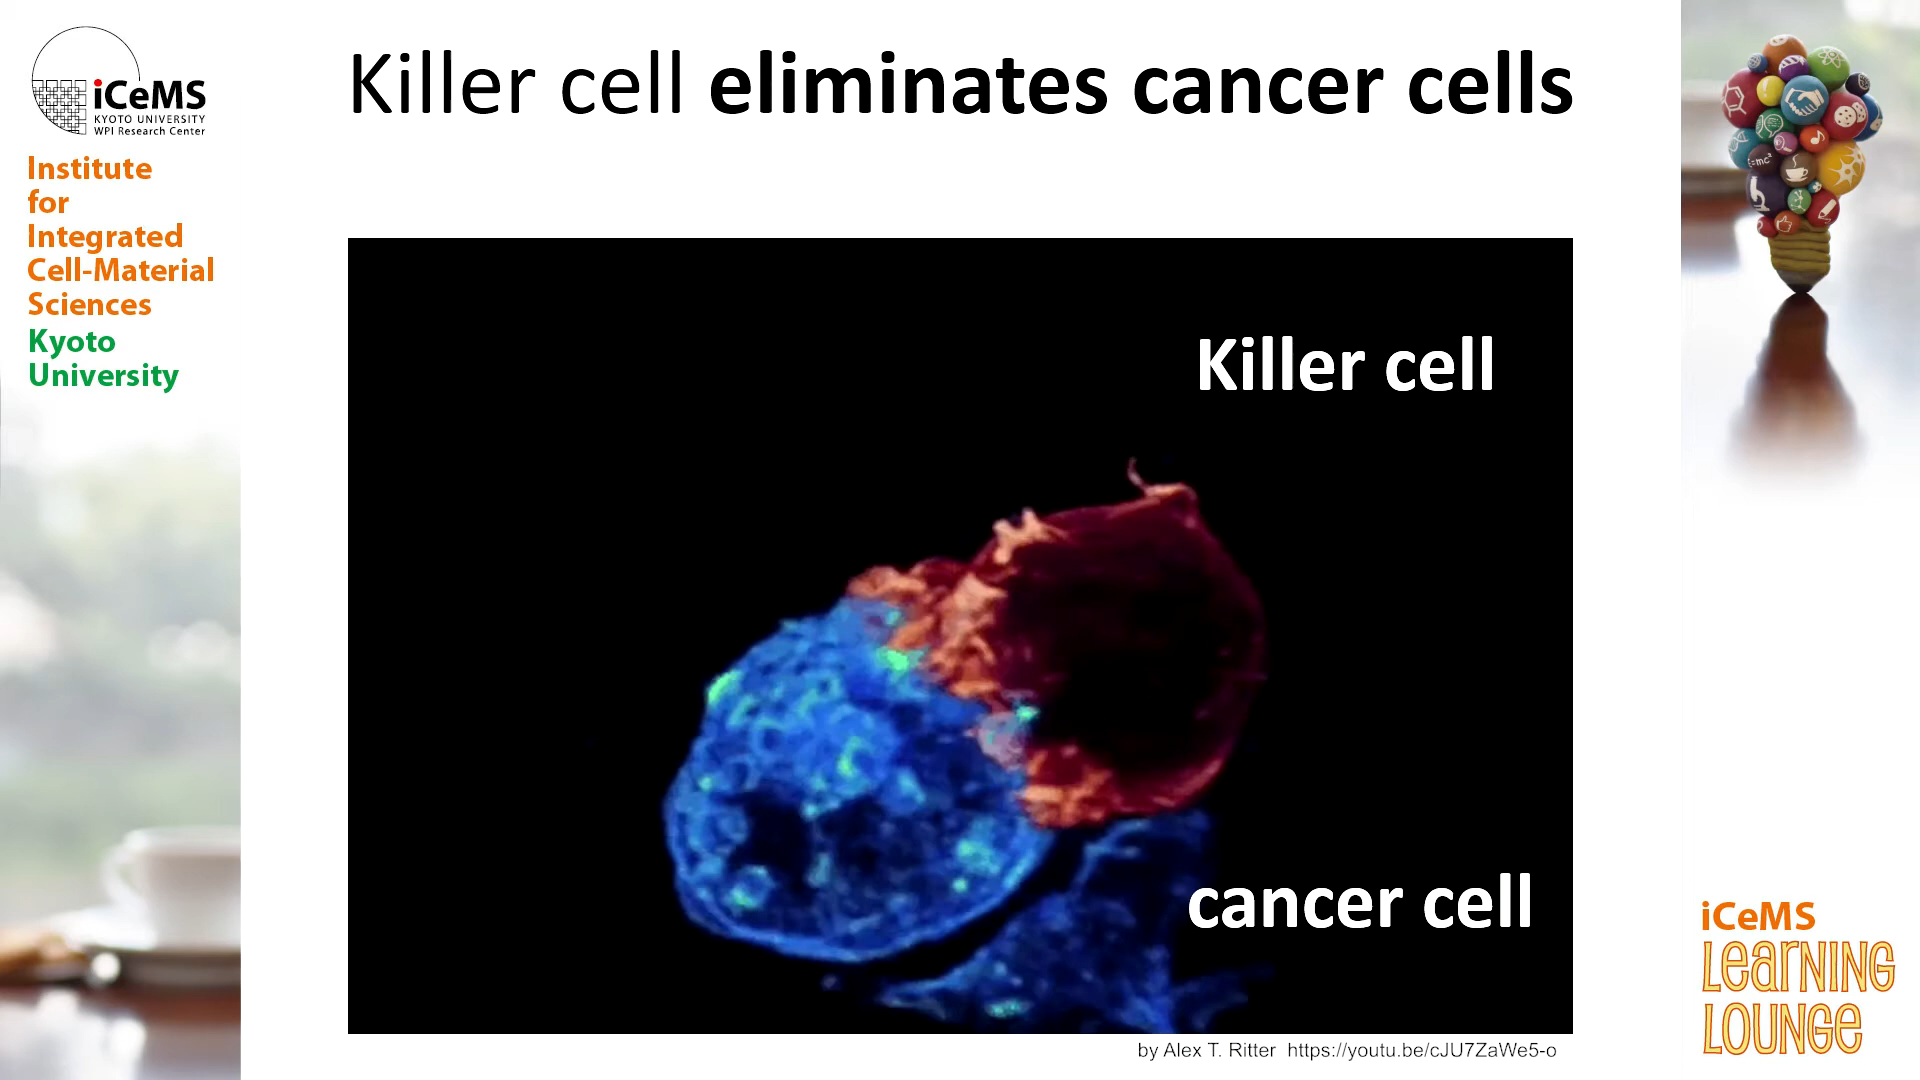 Killer cell eliminates cancer cells
iCeMS
KYOTO UNIVERSITY
WPI Research Center
Institute
for
Integrated
Cell-Material
Sciences
Kyoto
University
=mc²
Killer cell
cancer cell
by Alex T. Ritter https://youtu.be/cJU7ZaWe5-o
iCeMS
LeaRNING
LOUNGe